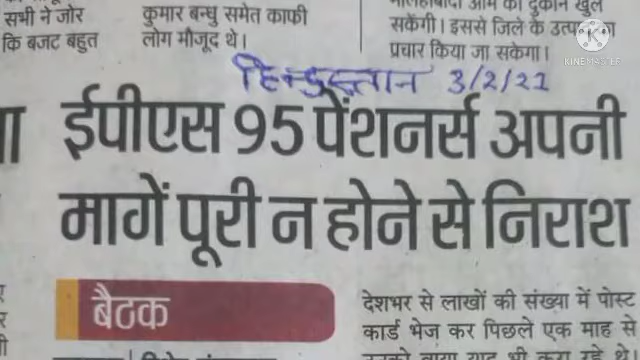 सभी ने जोर
कि बजट बहुत
कुमार बन्धु समेत काफी
लोग मौजूद थे।
सकेंगी। इससे जिले के
प्रचार किया जा सकेगा।
KINEMASTER
हिन्दुस्तान 3/2/21
ईपीएस 95 पेंशनर्स अपनी
मागें पूरी न होने से निराश
बैठक
देशभर से लाखों की संख्या में पोस्ट
कार्ड भेज कर पिछले एक माह से